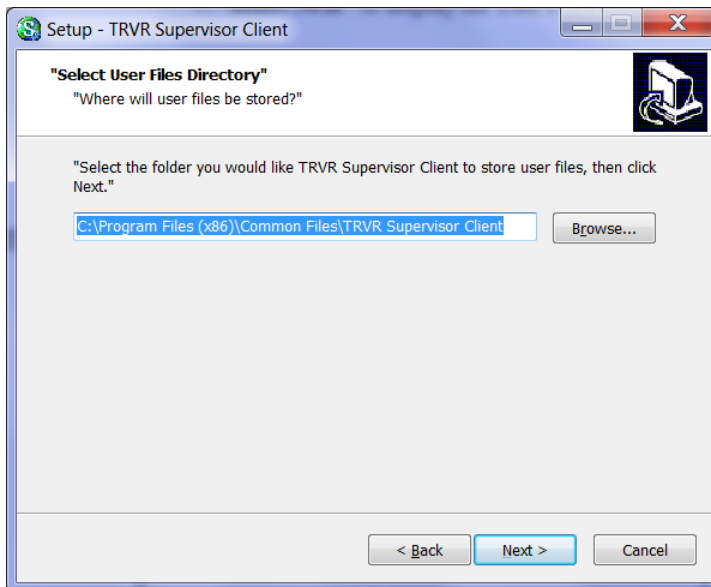 Setup - TRVR Supervisor Client
"Select User Files Directory"
"Where will user files be stored?"
"Select the folder you would like TRVR Supervisor Client to store user files, then click
Next."
C:\Program Files (x86)\Common Files\TRVR Supervisor Client
Browse...
< Back
Next >
Cancel